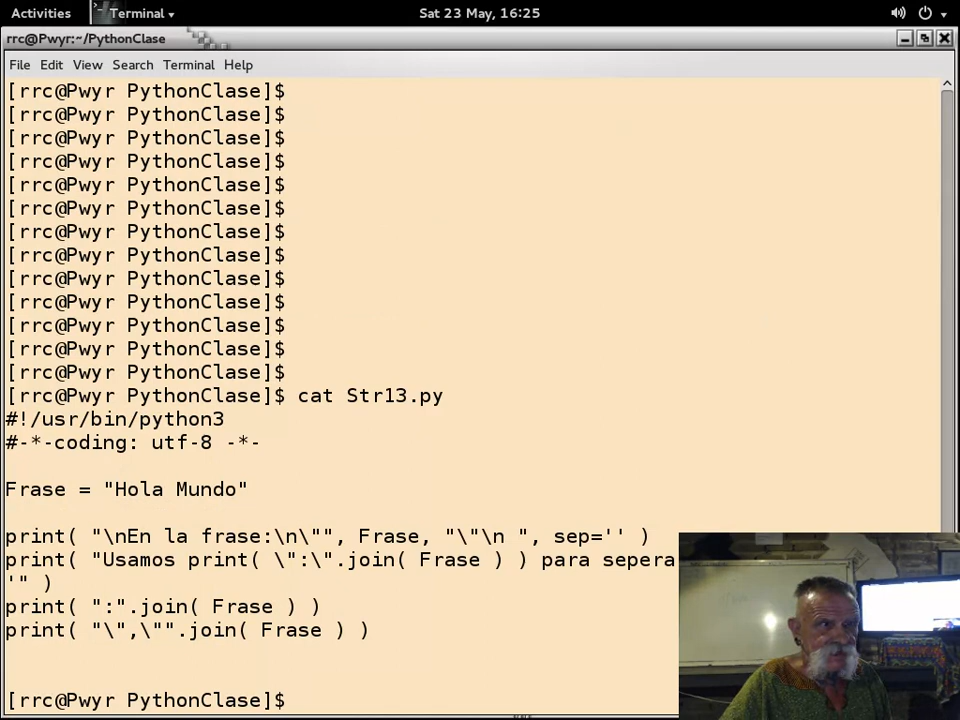 Activities Terminal Sat 23 May, 16:25
rrc@Pwyr:~/PythonClase
File Edit View Search Terminal Help
[rrc@Pwyr PythonClase]$
[rrc@Pwyr PythonClase]$
[rrc@Pwyr PythonClase]$
[rrc@Pwyr PythonClase]$
[rrc@Pwyr PythonClase]$
[rrc@Pwyr PythonClase]$
[rrc@Pwyr PythonClase]$
[rrc@Pwyr PythonClase]$
[rrc@Pwyr PythonClase]$
[rrc@Pwyr PythonClase]$
[rrc@Pwyr PythonClase]$
[rrc@Pwyr PythonClase]$
[rrc@Pwyr PythonClase]$
[rrc@Pwyr PythonClase]$ cat Str13.py
#!/usr/bin/python3
#-*-coding: utf-8 -*-
Frase = "Hola Mundo"
print( "\nEn la frase:\n\"", Frase, "\"\n ", sep='' )
print( "Usamos print( \":\".join( Frase ) ) para sepera
'" )
print( ":".join( Frase ) )
print( "\",\"".join( Frase ) )
[rrc@Pwyr PythonClase]$